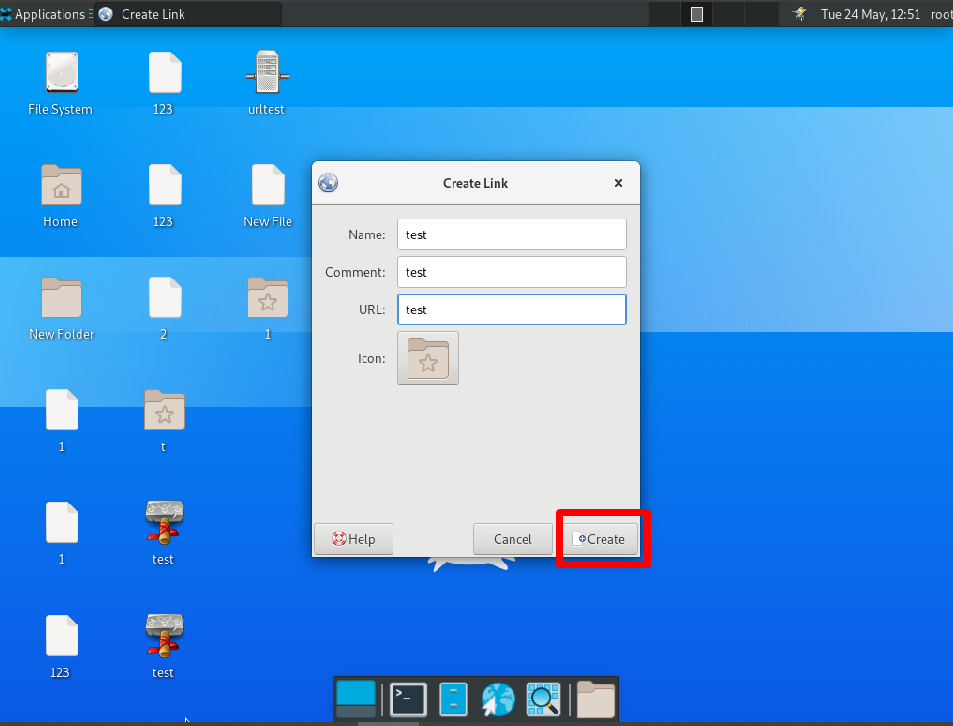 Applications
Create Link
Tue 24 May, 12:51
root
File System
123
urltest
Home
123
New File
New Folder
2
1
1
t
1
test
123
test
Create Link
Name:
test
Comment:
test
URL:
test
Icon:
Help
Cancel
Create
>_